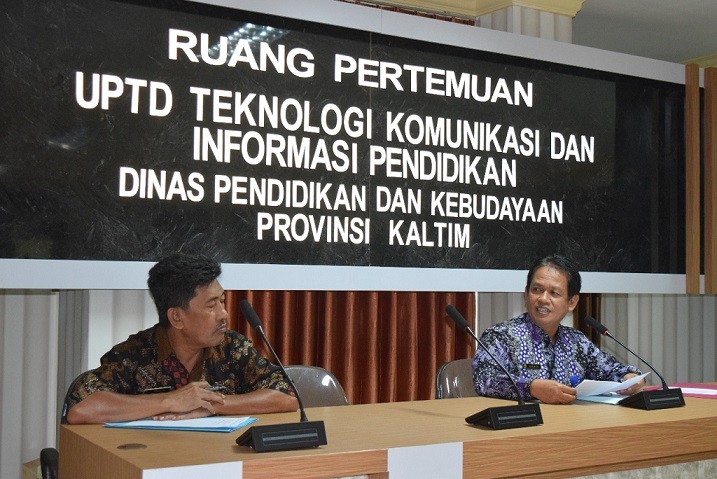 RUANG PERTEMUAN
UPTD TEKNOLOGI KOMUNIKASI DAN
INFORMASI PENDIDIKAN
DINAS PENDIDIKAN DAN KEBUDAYAAN
PROVINSI KALTIM